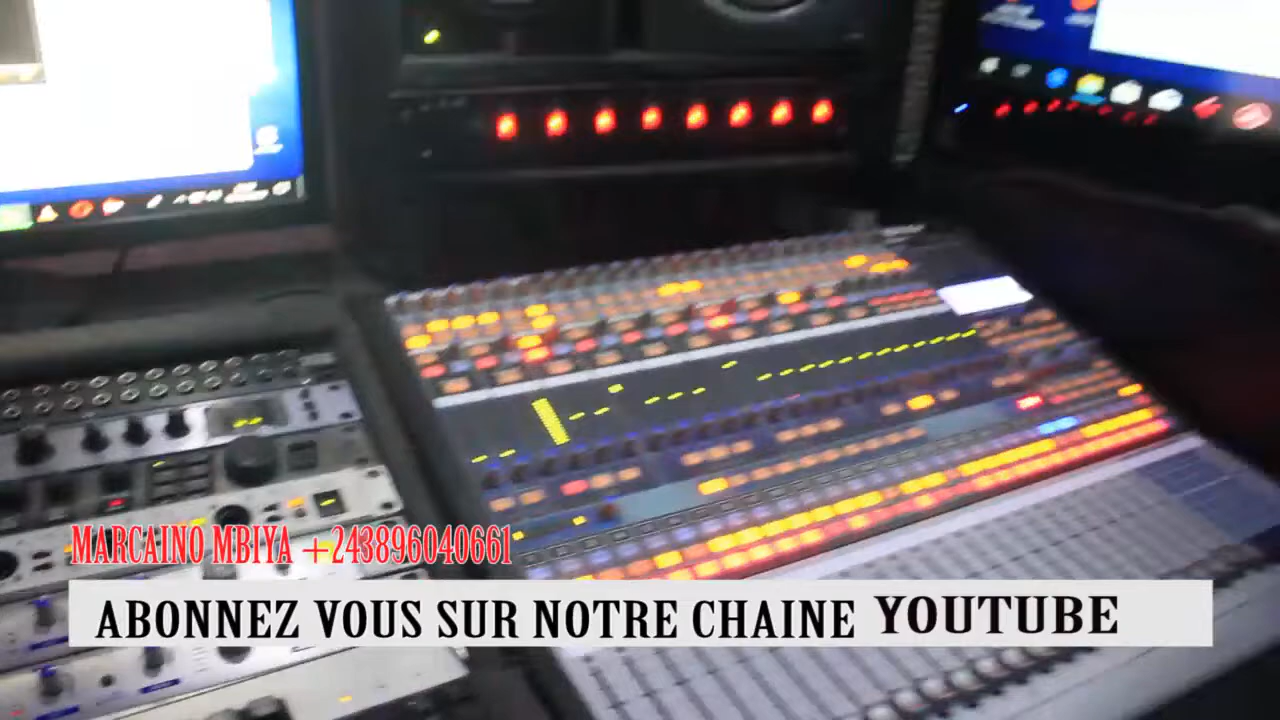 MARCAINO MBIYA +243896040661
ABONNEZ VOUS SUR NOTRE CHAINE YOUTUBE